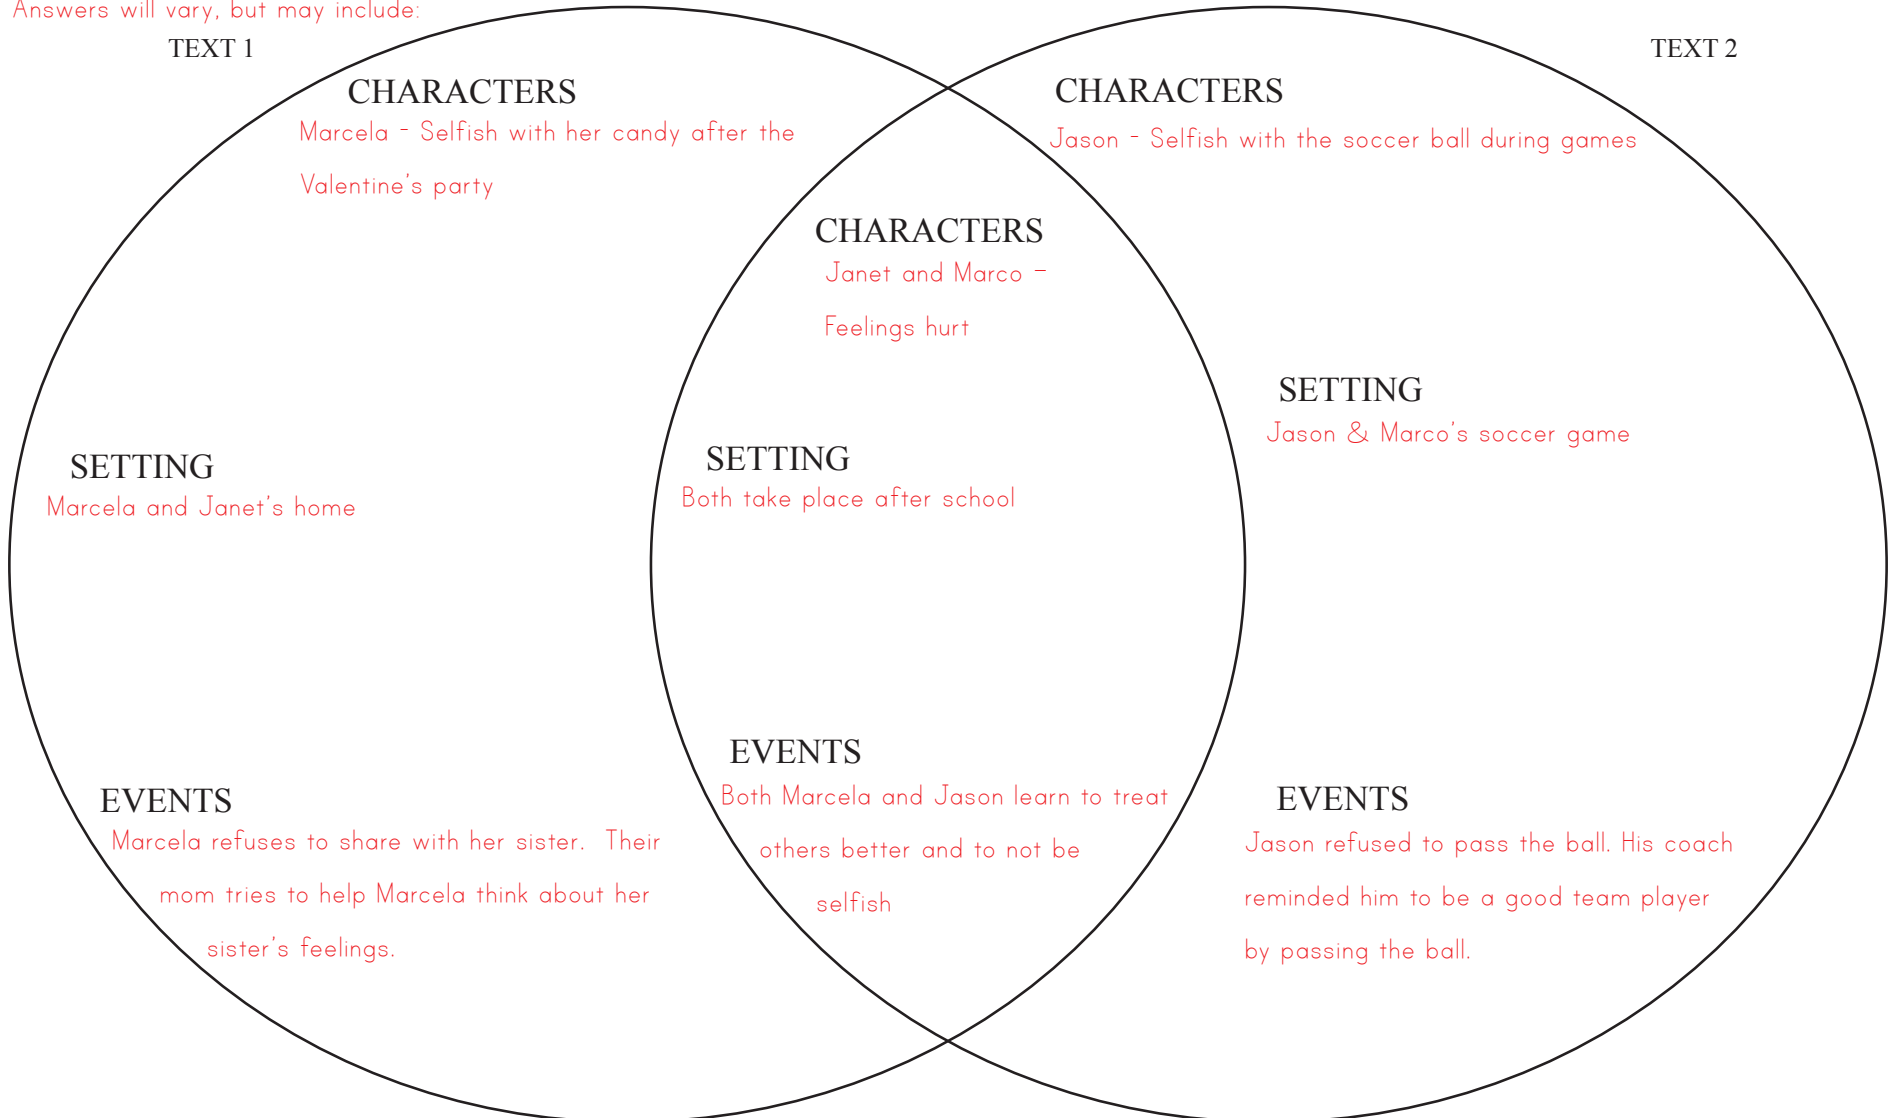 Answers will vary, but may include:
TEXT 1
CHARACTERS
Marcela - Selfish with her candy after the
Valentine's party
SETTING
Marcela and Janet's home
EVENTS
Marcela refuses to share with her sister. Their
mom tries to help Marcela think about her
sister's feelings.
CHARACTERS
Janet and Marco -
Feelings hurt
SETTING
Both take place after school
EVENTS
Both Marcela and Jason learn to treat
others better and to not be
selfish
TEXT 2
CHARACTERS
Jason - Selfish with the soccer ball during games
SETTING
Jason & Marco's soccer game
EVENTS
Jason refused to pass the ball. His coach
reminded him to be a good team player
by passing the ball.